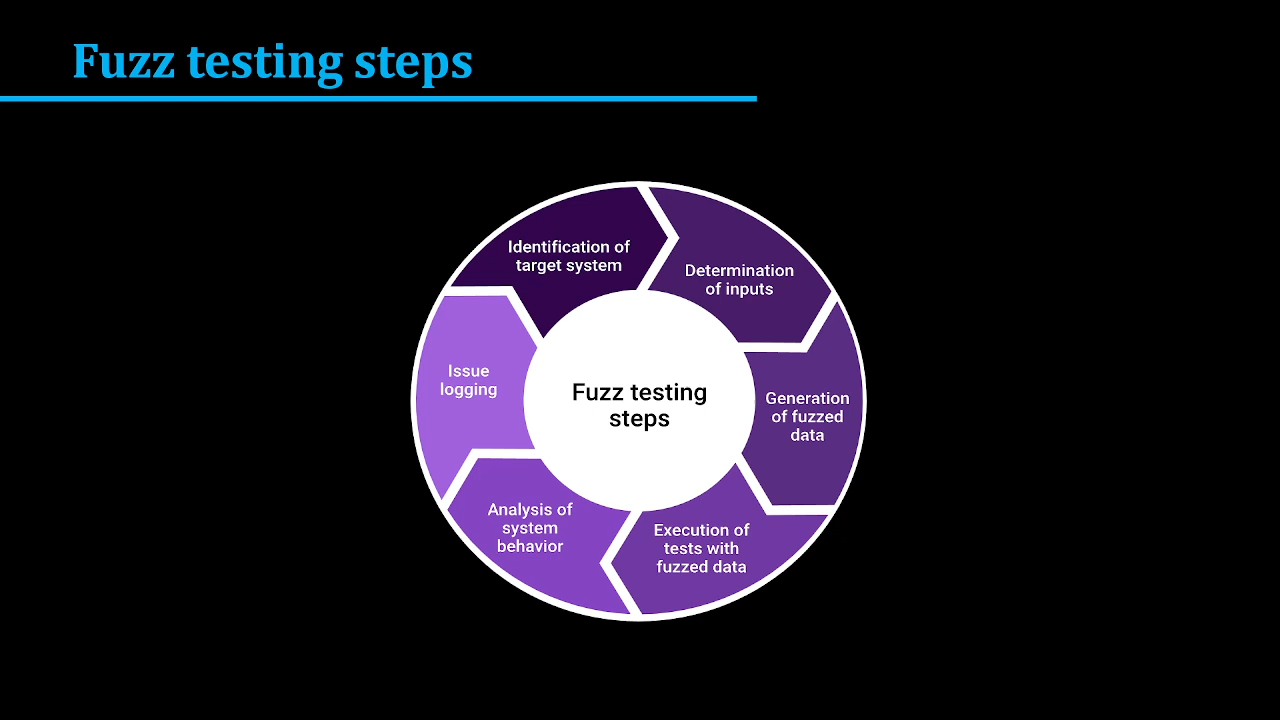 Fuzz testing steps
Identification of
target system
Determination
of inputs
Generation
of fuzzed
data
Execution of
tests with
fuzzed data
Analysis of
system
behavior
Issue
logging
Fuzz testing
steps